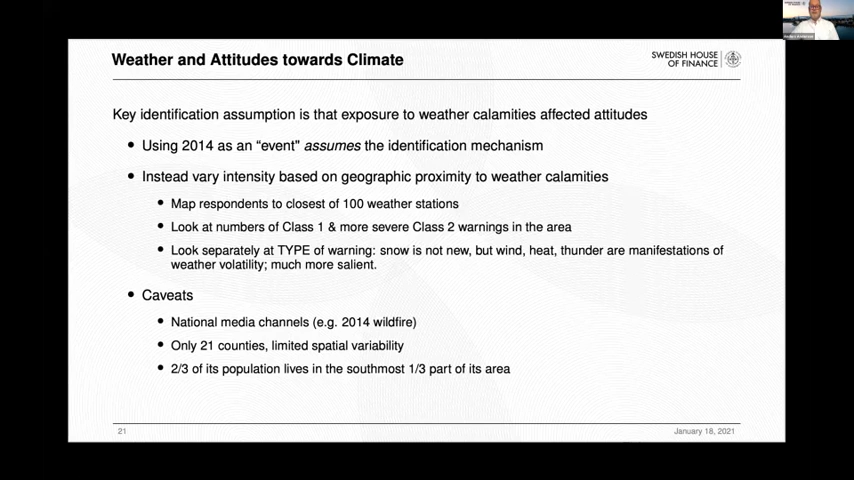 Weather and Attitudes towards Climate
SWEDISH HOUSE
OF FINANCE
Key identification assumption is that exposure to weather calamities affected attitudes
• Using 2014 as an “event” assumes the identification mechanism
• Instead vary intensity based on geographic proximity to weather calamities
• Map respondents to closest of 100 weather stations
• Look at numbers of Class 1 & more severe Class 2 warnings in the area
• Look separately at TYPE of warning: snow is not new, but wind, heat, thunder are manifestations of
weather volatility; much more salient.
• Caveats
• National media channels (e.g. 2014 wildfire)
• Only 21 counties, limited spatial variability
• 2/3 of its population lives in the southmost 1/3 part of its area
21
January 18, 2021